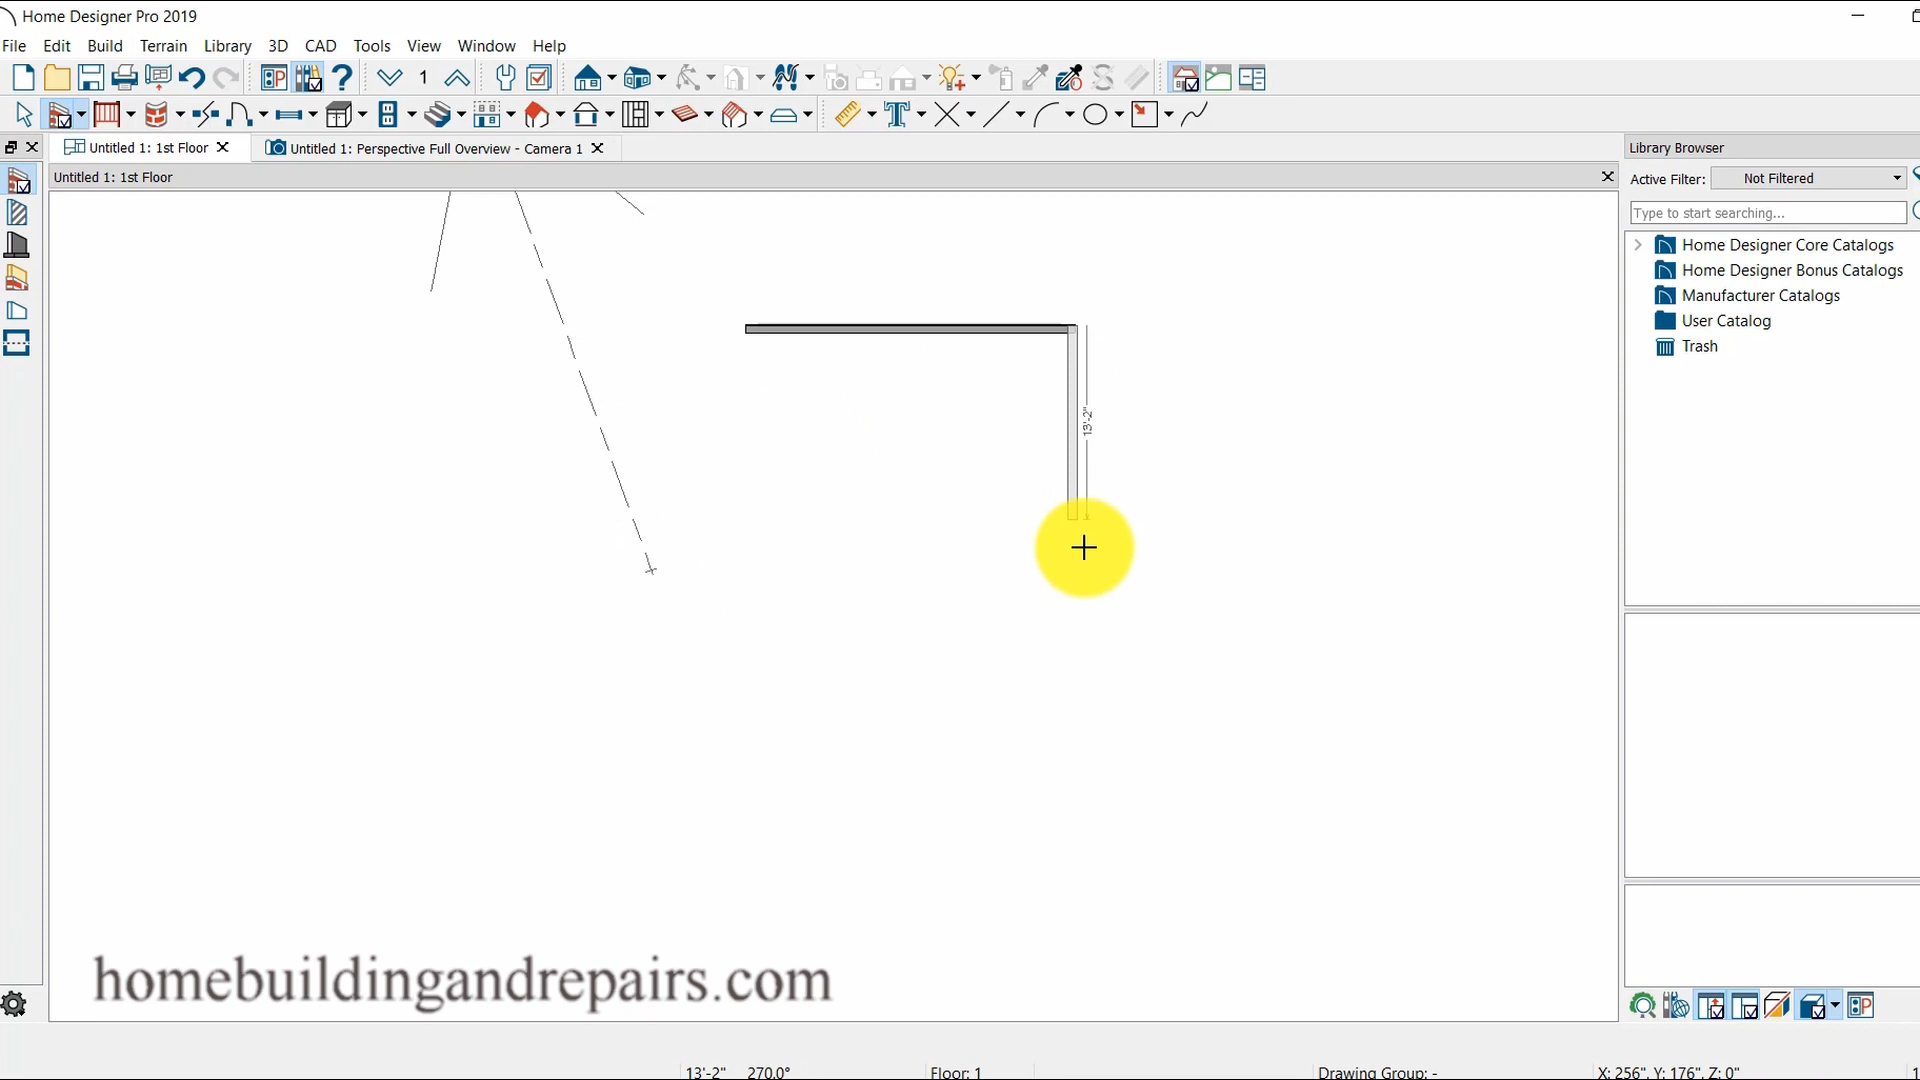 Home Designer Pro 2019
File Edit Build Terrain Library 3D CAD Tools View Window Help
1
Untitled 1: 1st Floor Untitled 1: Perspective Full Overview - Camera 1
Library Browser
Untitled 1: 1st Floor
Active Filter: Not Filtered
Type to start searching...
Home Designer Core Catalogs
Home Designer Bonus Catalogs
Manufacturer Catalogs
User Catalog
Trash
13'-2"
homebuildingandrepairs.com
13'-2" 270.0° Floor: 1 Drawing Group: - X: 256", Y: 176", Z: 0"